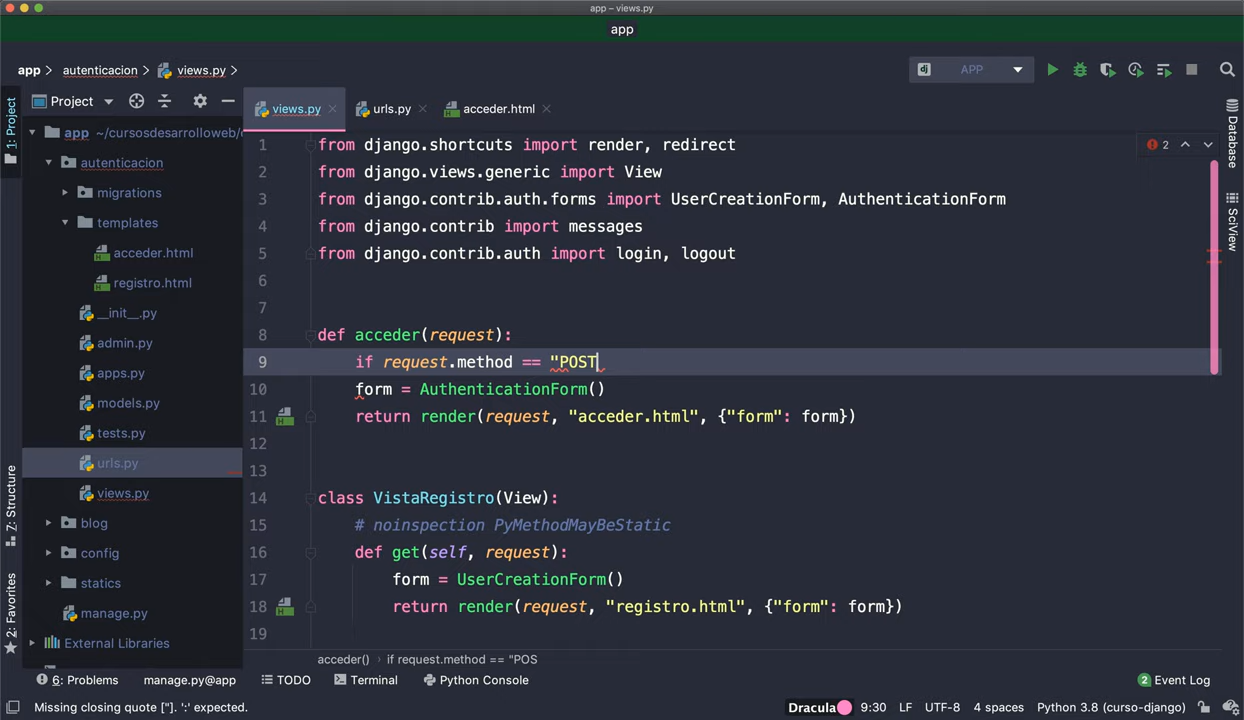 app – views.py
app
app
autenticacion
views.py
APP
1: Project
Project
views.py
urls.py
acceder.html
Database
SciView
7: Structure
2: Favorites
app ~/cursosdesarrolloweb/
autenticacion
migrations
templates
acceder.html
registro.html
__init__.py
admin.py
apps.py
models.py
tests.py
urls.py
views.py
blog
config
statics
manage.py
External Libraries
2
1 from django.shortcuts import render, redirect
2 from django.views.generic import View
3 from django.contrib.auth.forms import UserCreationForm, AuthenticationForm
4 from django.contrib import messages
5 from django.contrib.auth import login, logout
6
7
8 def acceder(request):
9 if request.method == "POST
10 form = AuthenticationForm()
11 return render(request, "acceder.html", {"form": form})
12
13
14 class VistaRegistro(View):
15 # noinspection PyMethodMayBeStatic
16 def get(self, request):
17 form = UserCreationForm()
18 return render(request, "registro.html", {"form": form})
19
acceder() if request.method == "POS
6: Problems manage.py@app TODO Terminal Python Console 2 Event Log
Missing closing quote ["]. ':' expected. Dracula 9:30 LF UTF-8 4 spaces Python 3.8 (curso-django)